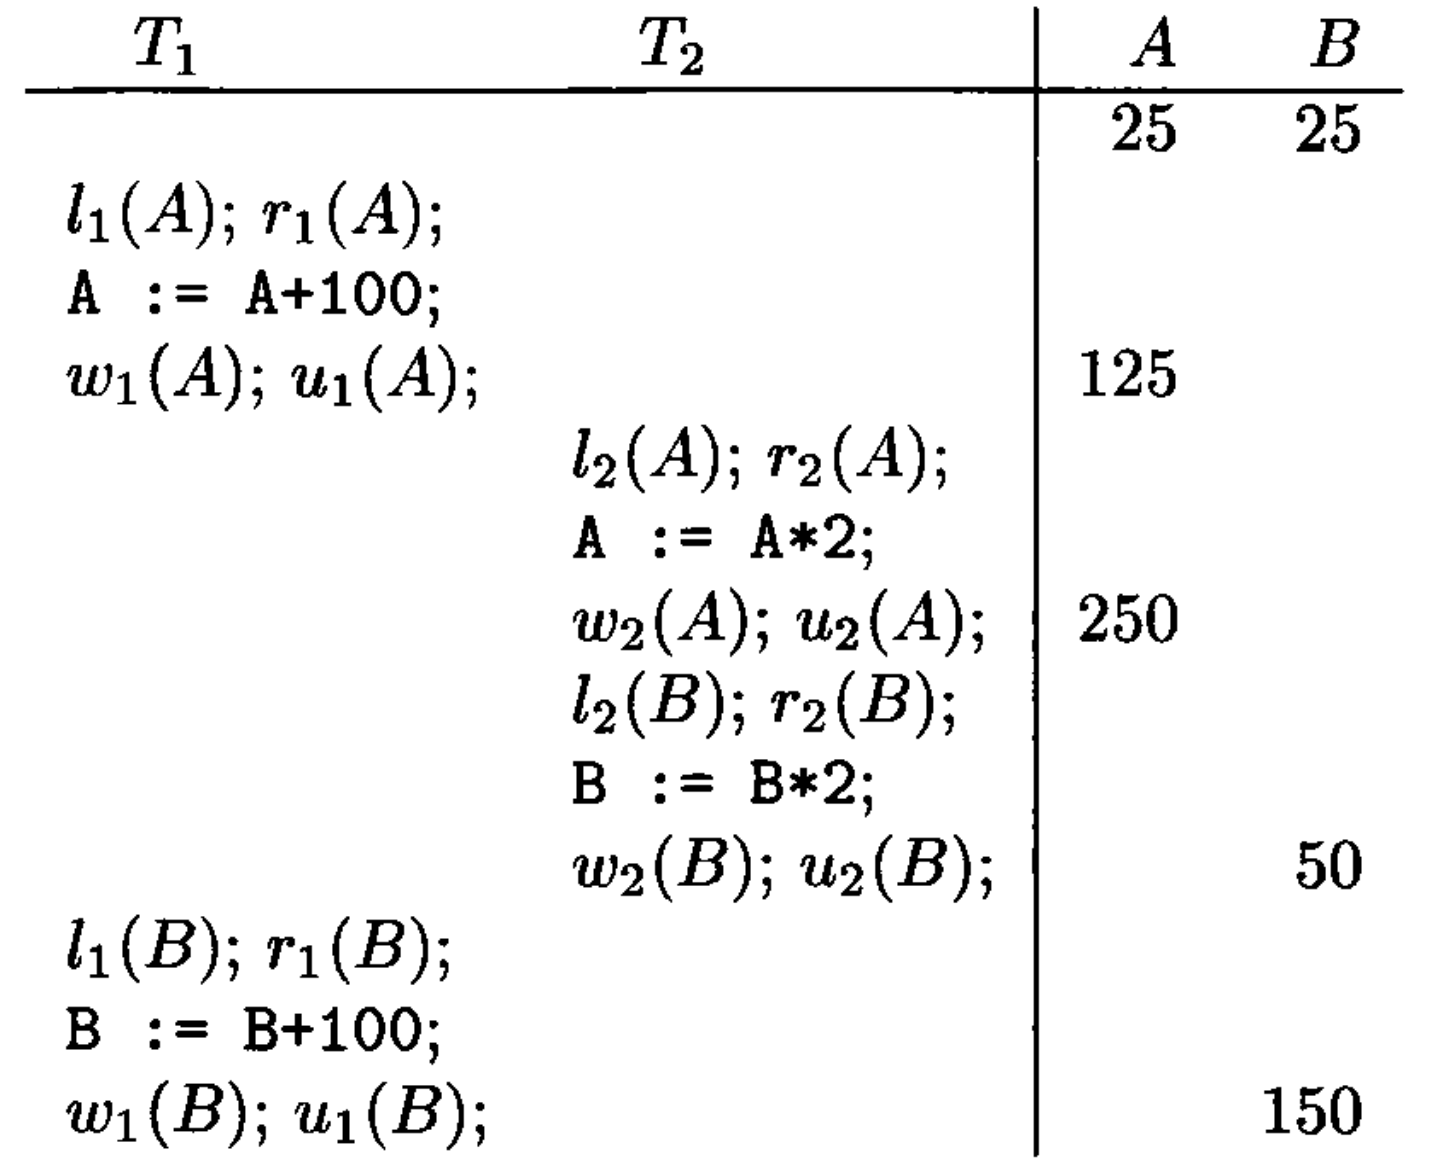 T₁ T₂ A B
25 25
l₁(A); r₁(A);
A := A+100;
w₁(A); u₁(A); 125
l₂(A); r₂(A);
A := A*2;
w₂(A); u₂(A); 250
l₂(B); r₂(B);
B := B*2;
w₂(B); u₂(B); 50
l₁(B); r₁(B);
B := B+100;
w₁(B); u₁(B); 150